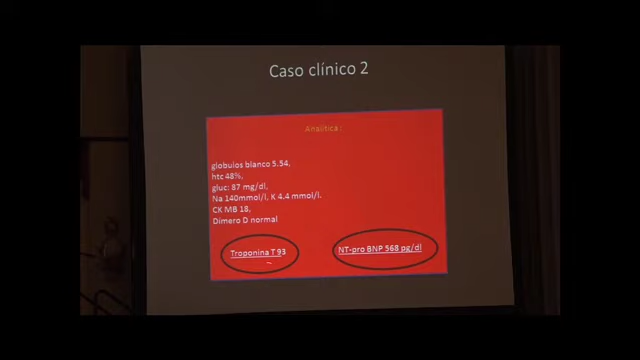 Caso clínico 2
Analítica :
globulos blanco 5.54,
htc 48%,
gluc: 87 mg/dl,
Na 140mmol/l, K 4.4 mmol/l.
CK MB 18,
Dimero D normal
Troponina T 93
NT-pro BNP 568 pg/dl